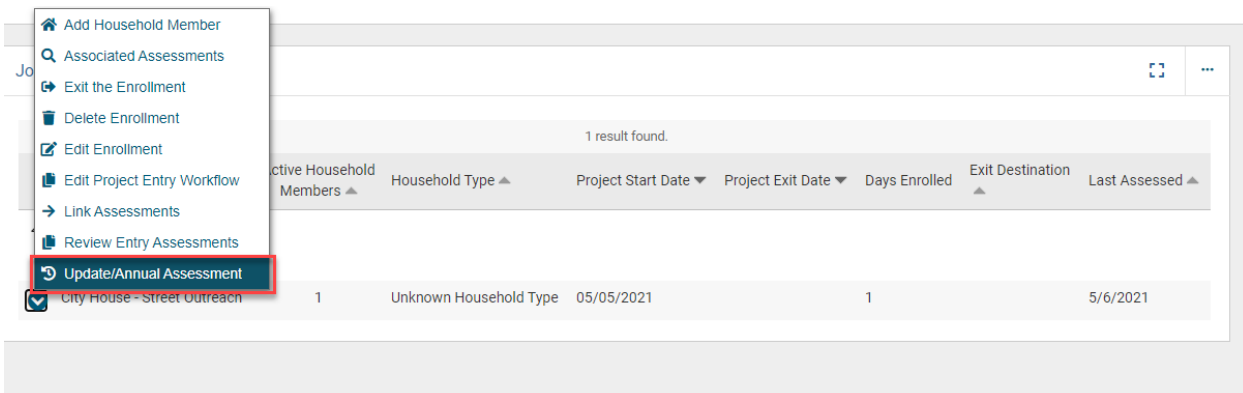 Add Household Member
Associated Assessments
Jo
Exit the Enrollment
Delete Enrollment
1 result found.
Edit Enrollment
Edit Project Entry Workflow
Link Assessments
Review Entry Assessments
Update/Annual Assessment
ctive Household Members
Household Type
Project Start Date
Project Exit Date
Days Enrolled
Exit Destination
Last Assessed
City House - Street Outreach 1 Unknown Household Type 05/05/2021 1 5/6/2021